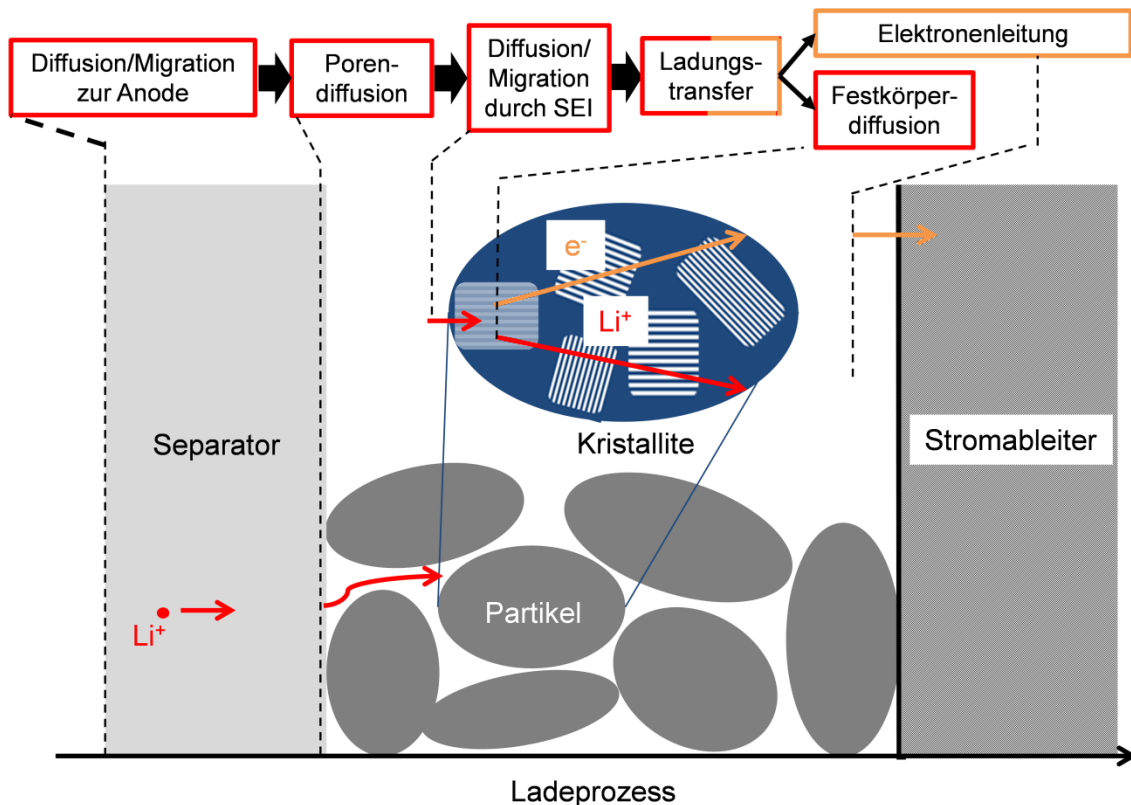 Diffusion/Migration
zur Anode
Poren-
diffusion
Diffusion/
Migration
durch SEI
Ladungs-
transfer
Elektronenleitung
Festkörper-
diffusion
e⁻
Li⁺
Kristallite
Separator
Stromableiter
Partikel
Li⁺
Ladeprozess